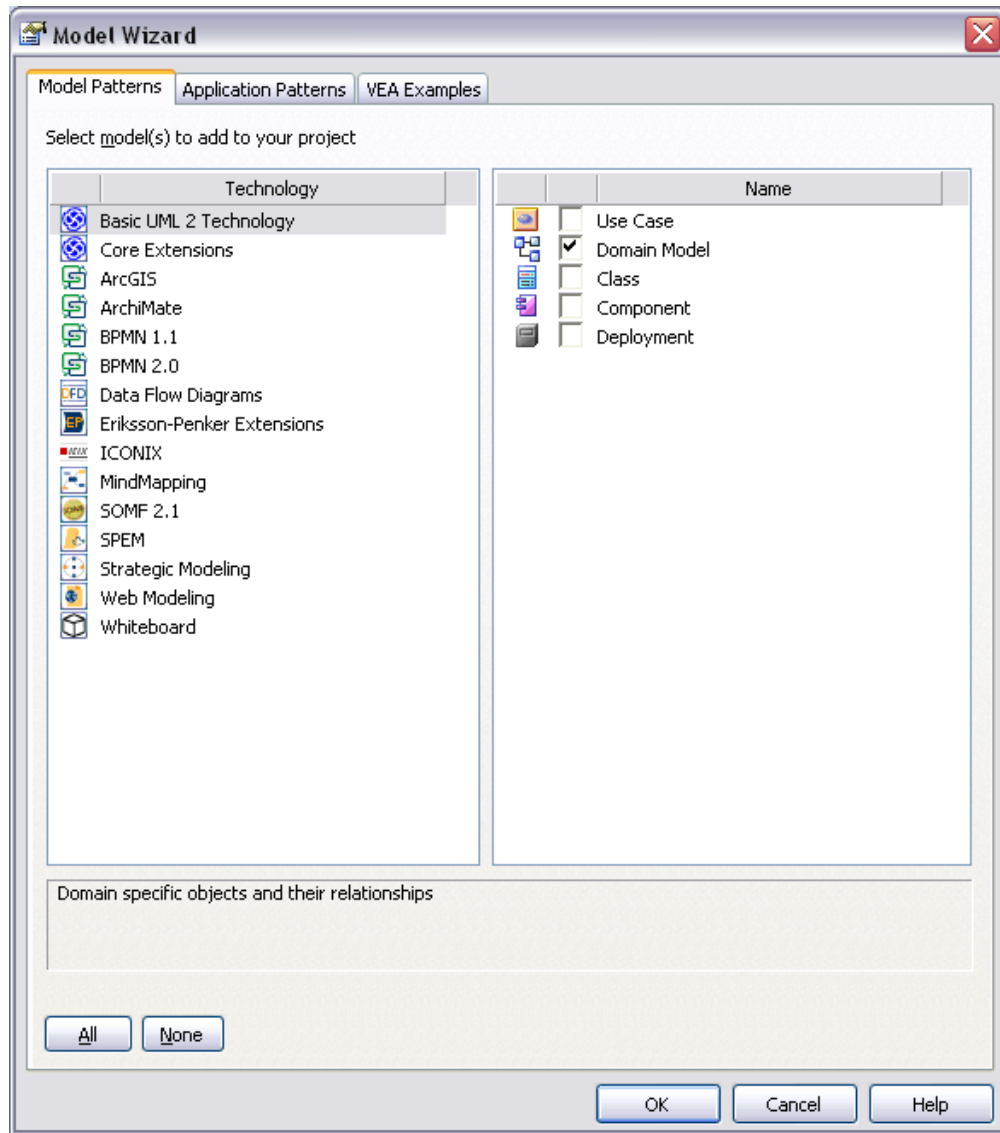 Model Wizard
Model Patterns
Application Patterns
VEA Examples
Select model(s) to add to your project
Technology
Basic UML 2 Technology
Core Extensions
ArcGIS
ArchiMate
BPMN 1.1
BPMN 2.0
DFD
Data Flow Diagrams
EP
Eriksson-Penker Extensions
ICONIX
MindMapping
SOMF 2.1
SPEM
Strategic Modeling
Web Modeling
Whiteboard
Name
Use Case
Domain Model
Class
Component
Deployment
Domain specific objects and their relationships
All
None
OK
Cancel
Help